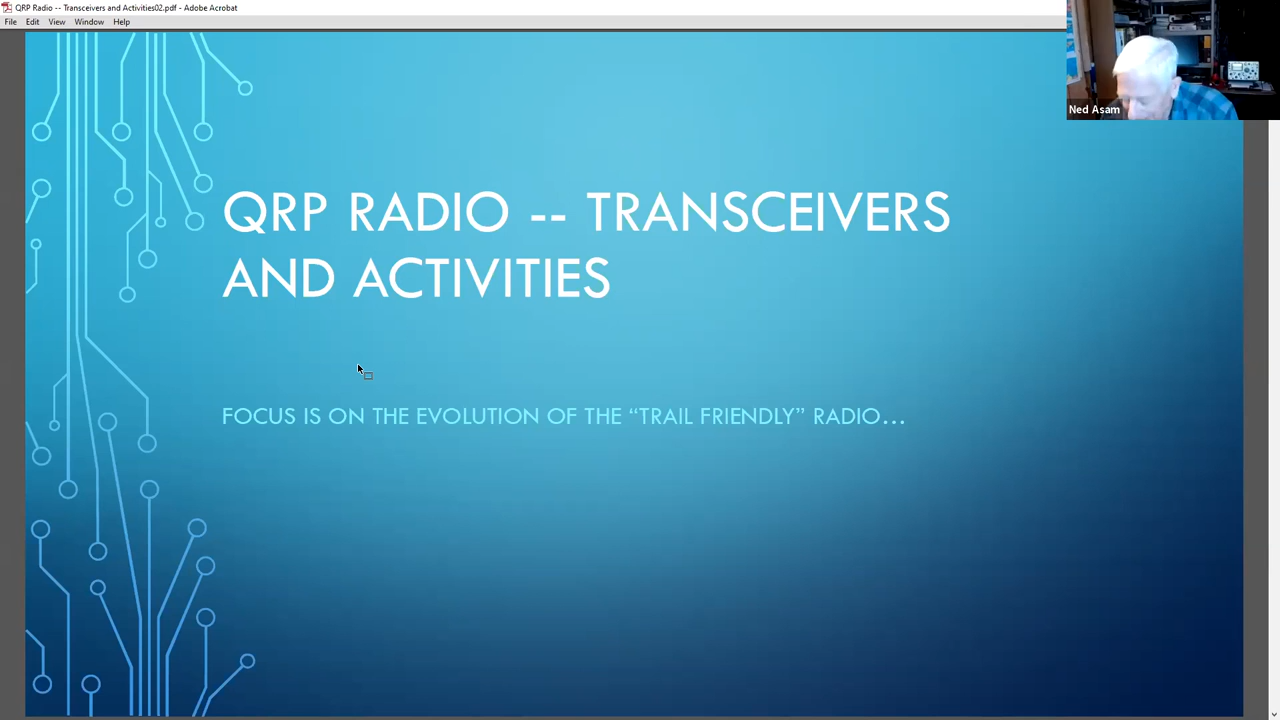 QRP Radio -- Transceivers and Activities02.pdf - Adobe Acrobat
File Edit View Window Help
Ned Asam
QRP RADIO -- TRANSCEIVERS
AND ACTIVITIES
FOCUS IS ON THE EVOLUTION OF THE “TRAIL FRIENDLY” RADIO...